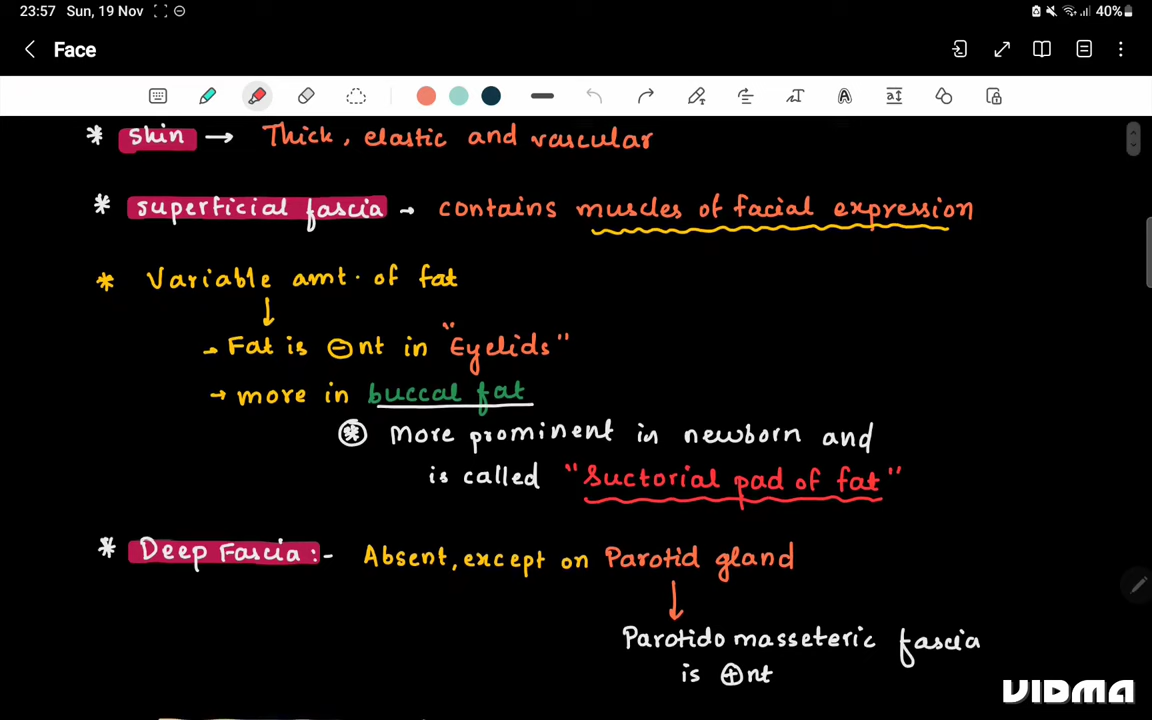 23:57 Sun, 19 Nov 40%
Face
* Skin → Thick, elastic and vascular
* superficial fascia → contains muscles of facial expression
* Variable amt. of fat
↓
→ Fat is ⊖nt in "Eyelids"
→ more in buccal fat
* More prominent in newborn and
is called "Suctorial pad of fat"
* Deep Fascia:- Absent, except on Parotid gland
↓
Parotido masseteric fascia
is ⊕nt
VIDMA